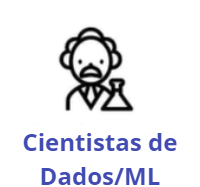 Cientistas de
Dados/ML